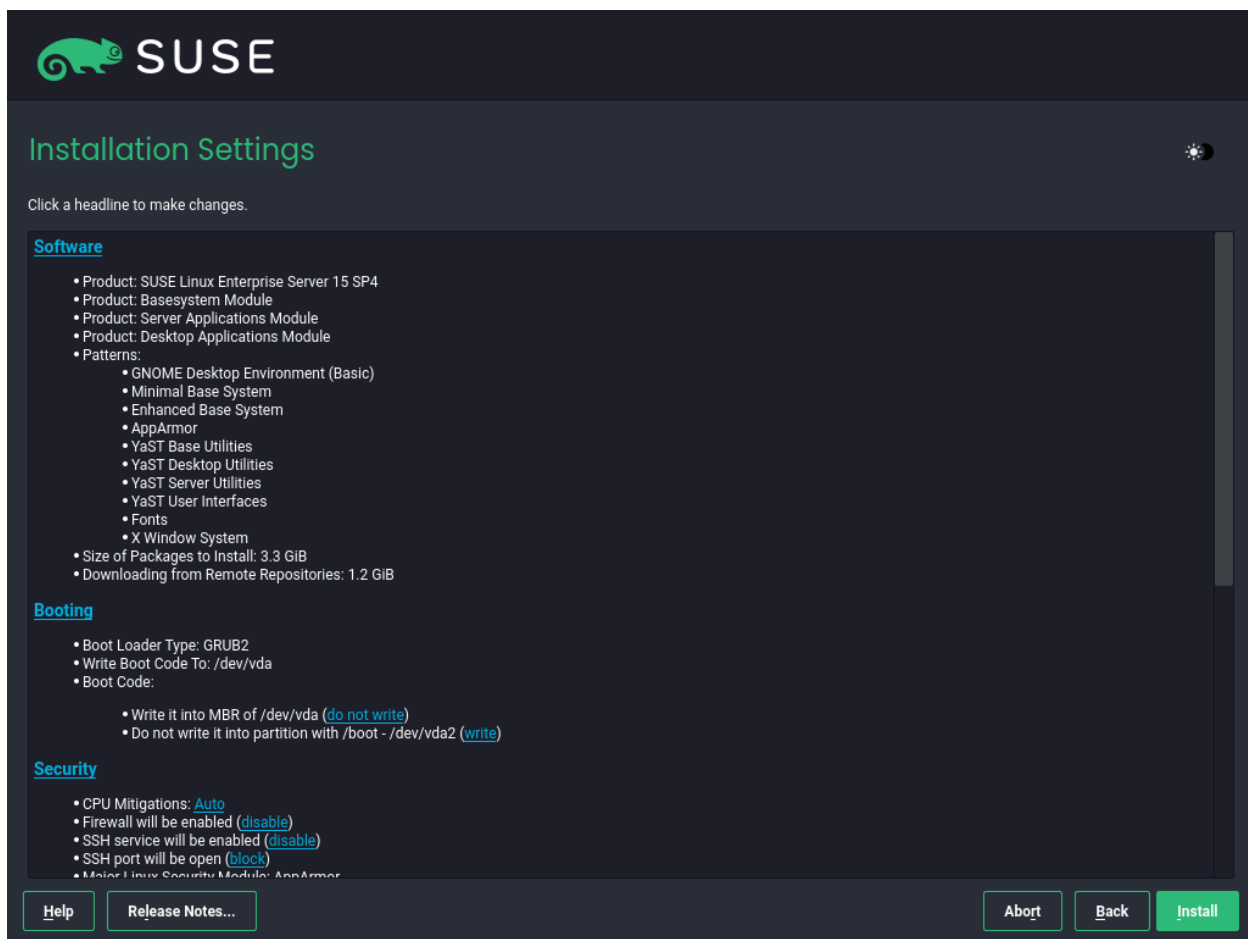 SUSE
Installation Settings
Click a headline to make changes.
Software
• Product: SUSE Linux Enterprise Server 15 SP4
• Product: Basesystem Module
• Product: Server Applications Module
• Product: Desktop Applications Module
• Patterns:
• GNOME Desktop Environment (Basic)
• Minimal Base System
• Enhanced Base System
• AppArmor
• YaST Base Utilities
• YaST Desktop Utilities
• YaST Server Utilities
• YaST User Interfaces
• Fonts
• X Window System
• Size of Packages to Install: 3.3 GiB
• Downloading from Remote Repositories: 1.2 GiB
Booting
• Boot Loader Type: GRUB2
• Write Boot Code To: /dev/vda
• Boot Code:
• Write it into MBR of /dev/vda (do not write)
• Do not write it into partition with /boot - /dev/vda2 (write)
Security
• CPU Mitigations: Auto
• Firewall will be enabled (disable)
• SSH service will be enabled (disable)
• SSH port will be open (block)
• Major Linux Security Module: AppArmor
Help Release Notes... Abort Back Install